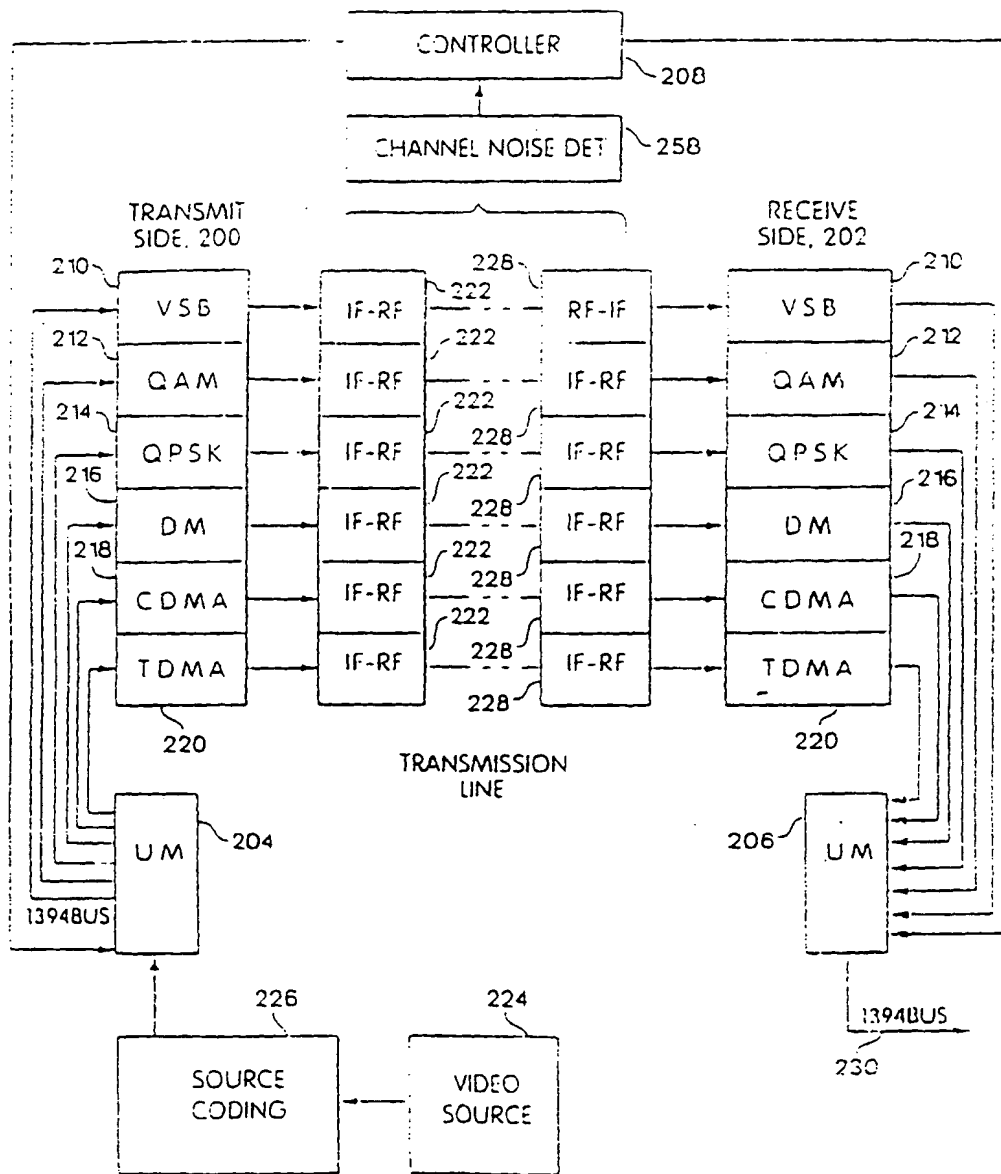 CONTROLLER
208
CHANNEL NOISE DET
258
TRANSMIT
SIDE, 200
RECEIVE
SIDE, 202
210
222
228
210
VSB
IF-RF
RF-IF
VSB
212
222
212
QAM
IF-RF
IF-RF
QAM
214
222
228
214
QPSK
IF-RF
IF-RF
QPSK
216
222
228
216
DM
IF-RF
IF-RF
DM
218
222
228
218
CDMA
IF-RF
IF-RF
CDMA
222
228
TDMA
IF-RF
IF-RF
TDMA
228
220
220
TRANSMISSION
LINE
UM
204
206
UM
1394BUS
226
224
1394BUS
230
SOURCE
CODING
VIDEO
SOURCE